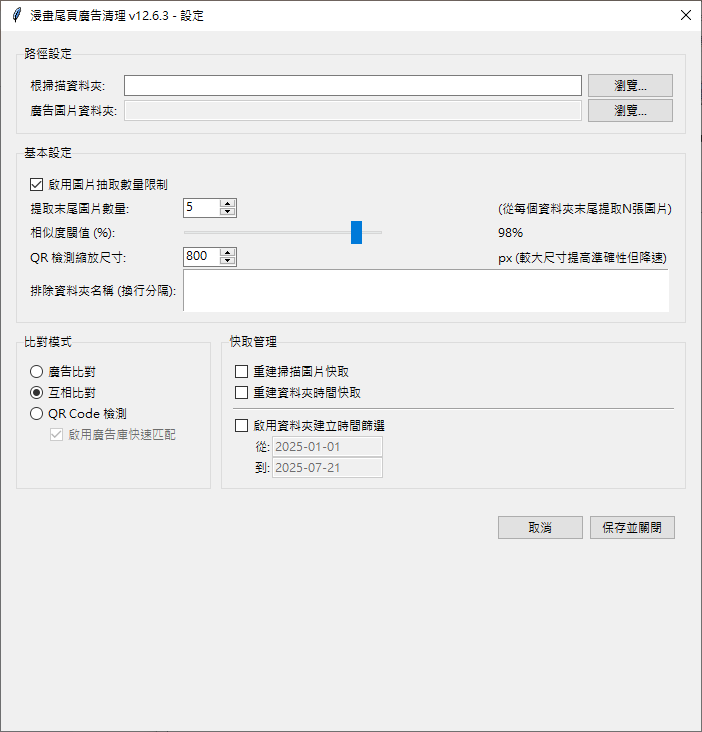 漫畫尾頁廣告清理 v12.6.3 - 設定
路徑設定
根掃描資料夾:
瀏覽...
廣告圖片資料夾:
瀏覽...
基本設定
啟用圖片抽取數量限制
提取末尾圖片數量: 5 (從每個資料夾末尾提取N張圖片)
相似度閾值 (%): 98%
QR 檢測縮放尺寸: 800 px (較大尺寸提高準確性但降速)
排除資料夾名稱 (換行分隔):
比對模式
廣告比對
互相比對
QR Code 檢測
啟用廣告庫快速匹配
快取管理
重建掃描圖片快取
重建資料夾時間快取
啟用資料夾建立時間篩選
從: 2025-01-01
到: 2025-07-21
取消
保存並關閉